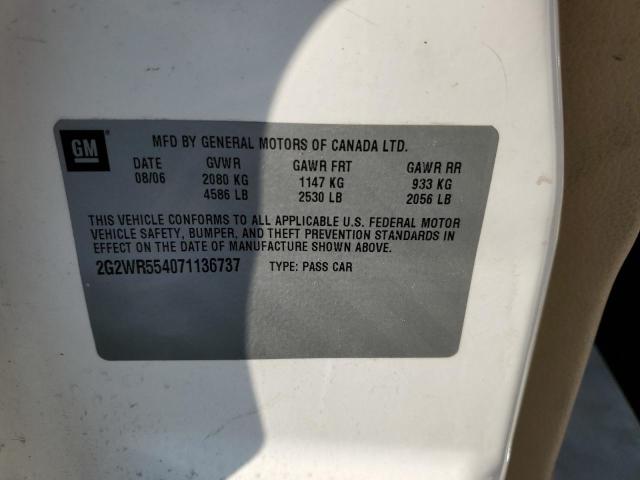 GM
MFD BY GENERAL MOTORS OF CANADA LTD.
DATE GVWR GAWR FRT GAWR RR
08/06 2080 KG 1147 KG 933 KG
4586 LB 2530 LB 2056 LB
THIS VEHICLE CONFORMS TO ALL APPLICABLE U.S. FEDERAL MOTOR
VEHICLE SAFETY, BUMPER, AND THEFT PREVENTION STANDARDS IN
EFFECT ON THE DATE OF MANUFACTURE SHOWN ABOVE.
2G2WR554071136737 TYPE: PASS CAR